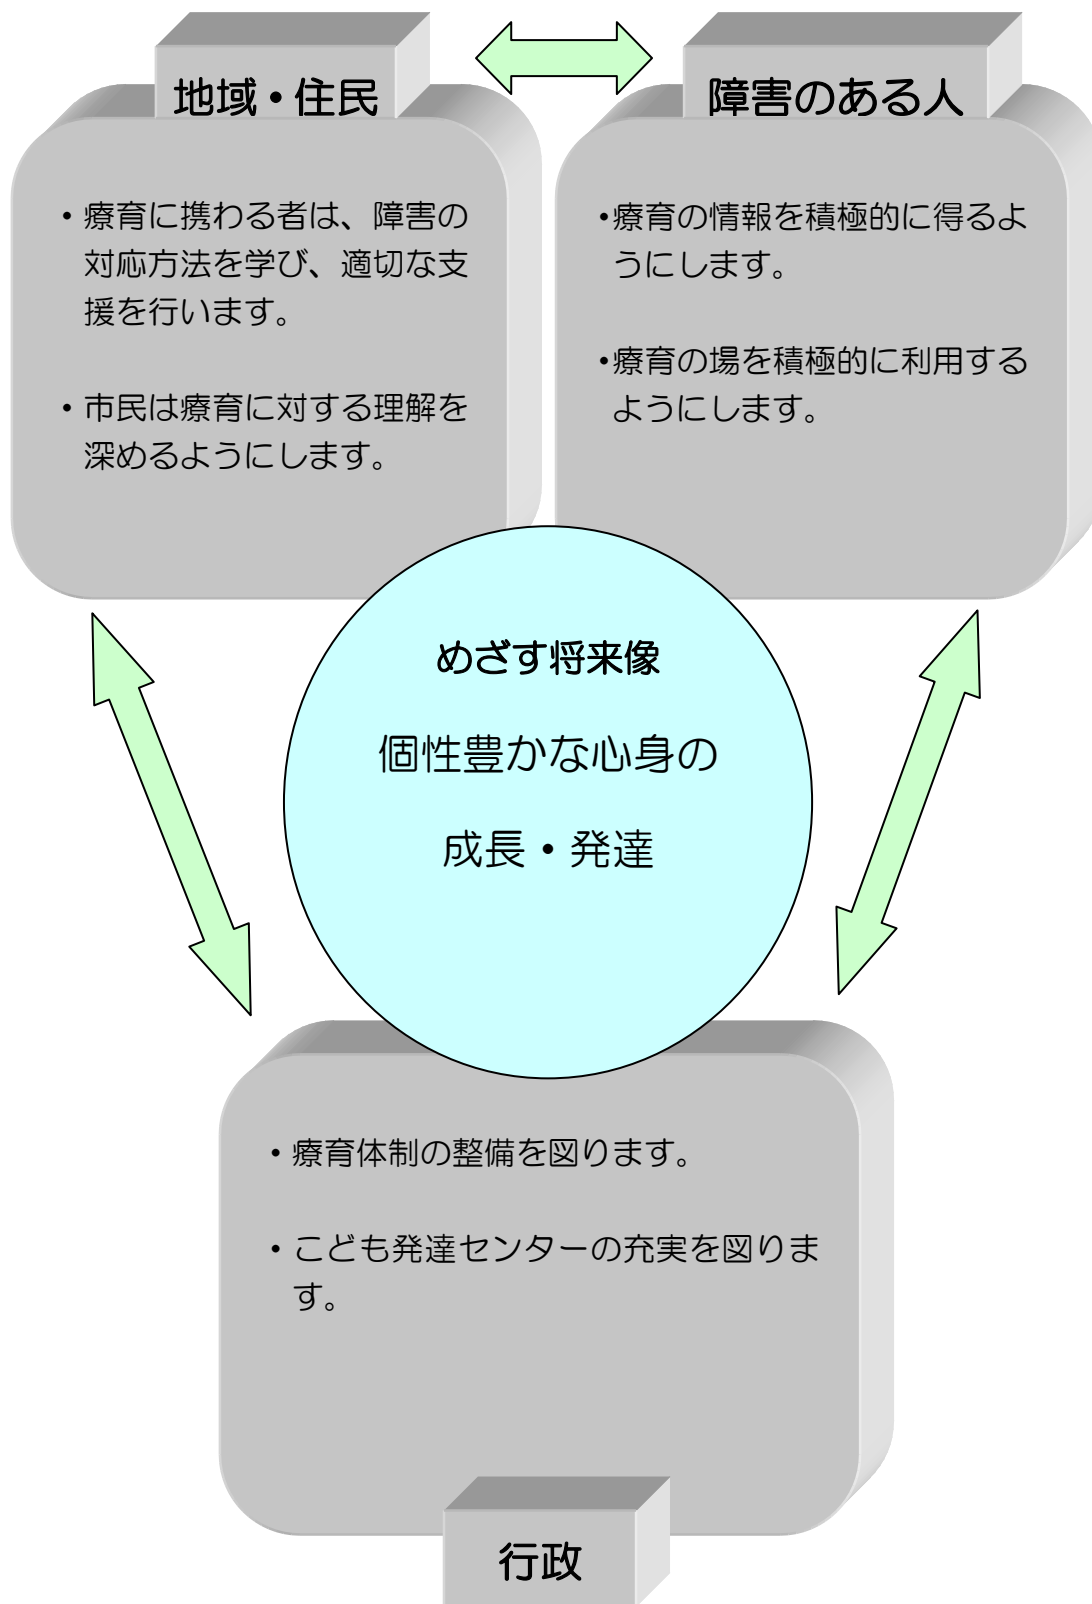 地域・住民
・療育に携わる者は、障害の
対応方法を学び、適切な支
援を行います。
・市民は療育に対する理解を
深めるようにします。
障害のある人
・療育の情報を積極的に得るよ
うにします。
・療育の場を積極的に利用する
ようにします。
めざす将来像
個性豊かな心身の
成長・発達
・療育体制の整備を図ります。
・こども発達センターの充実を図りま
す。
行政